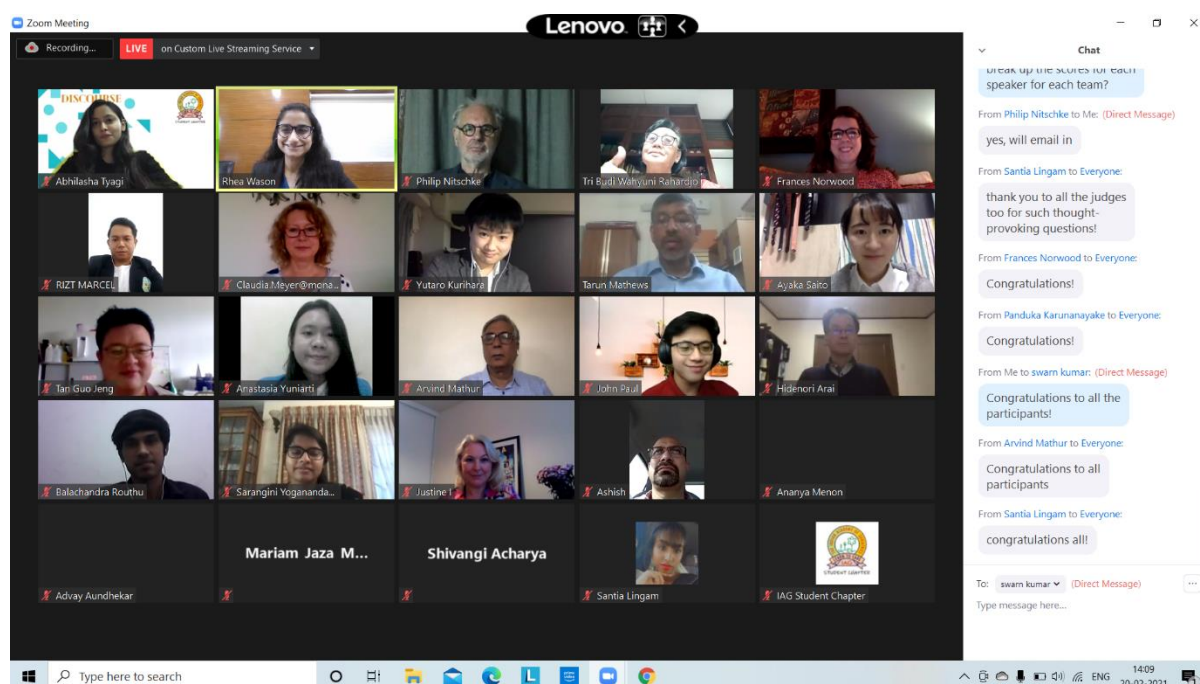 Zoom Meeting
Lenovo
Recording...
LIVE
on Custom Live Streaming Service
DISCOURSE
STUDENT CHAPTER
Abhilasha Tyagi
Rhea Wason
Philip Nitschke
Tri Budi Wahyuni Rahardjo
Frances Norwood
RIZT MARCEL
Claudia.Meyer@mona...
Yutaro Kurihara
Tarun Mathews
Ayaka Saito
Tan Guo Jeng
Anastasia Yuniarti
Arvind Mathur
John Paul
Hidenori Arai
Balachandra Routhu
Sarangini Yogananda...
Justine I
Ashish
Ananya Menon
Advay Aundhekar
Mariam Jaza M...
Shivangi Acharya
Santia Lingam
STUDENT CHAPTER
IAG Student Chapter
Chat
break up the scores for each
speaker for each team?
From Philip Nitschke to Me: (Direct Message)
yes, will email in
From Santia Lingam to Everyone:
thank you to all the judges
too for such thought-
provoking questions!
From Frances Norwood to Everyone:
Congratulations!
From Panduka Karunanayake to Everyone:
Congratulations!
From Me to swarn kumar: (Direct Message)
Congratulations to all the
participants!
From Arvind Mathur to Everyone:
Congratulations to all
participants
From Santia Lingam to Everyone:
congratulations all!
To: swarn kumar (Direct Message)
Type message here...
Type here to search
L
ENG
14:09
20-02-2021